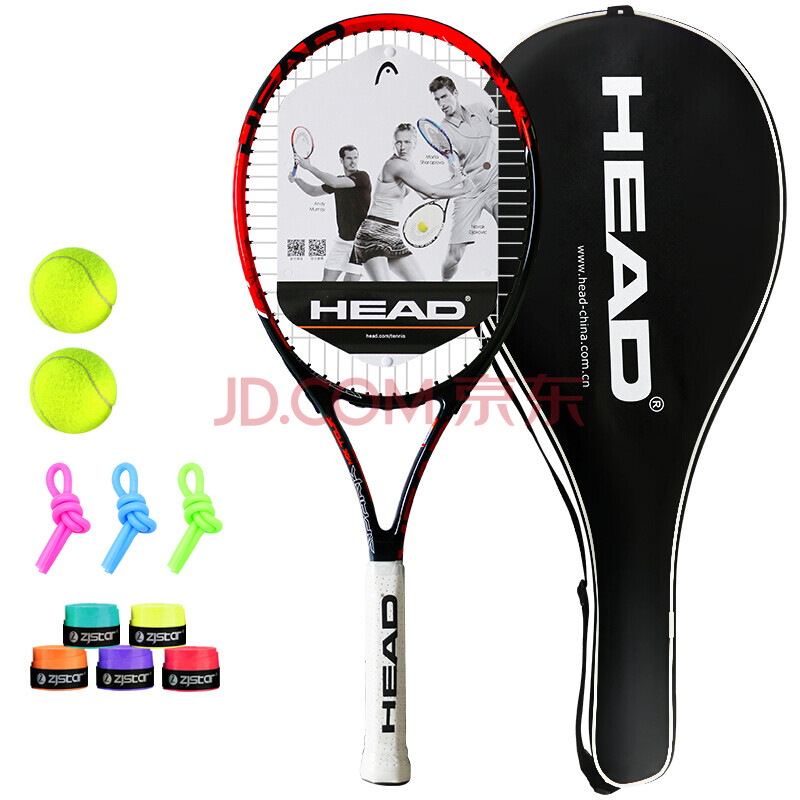 HEAD
Andy
Murray
Maria
Sharapova
Novak
Djokovic
HEAD®
head.com/tennis
HEAD
HEAD®
www.head-china.com.cn
JD.COM 京东
zjstar
zjstar
zjstar
zjstar
zjstar